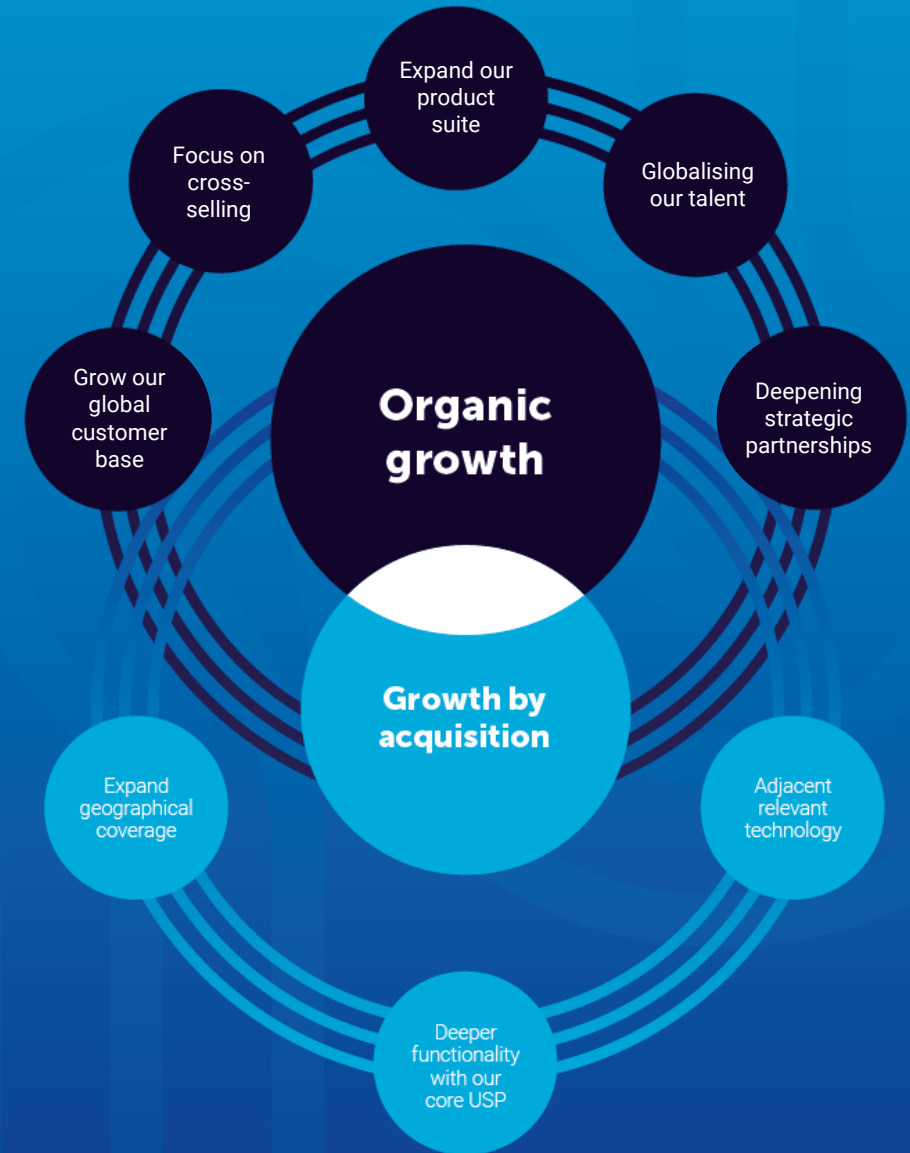 Expand our
product
suite
Focus on
cross-
selling
Globalising
our talent
Grow our
global
customer
base
Organic
growth
Deepening
strategic
partnerships
Growth by
acquisition
Expand
geographical
coverage
Adjacent
relevant
technology
Deeper
functionality
with our
core USP